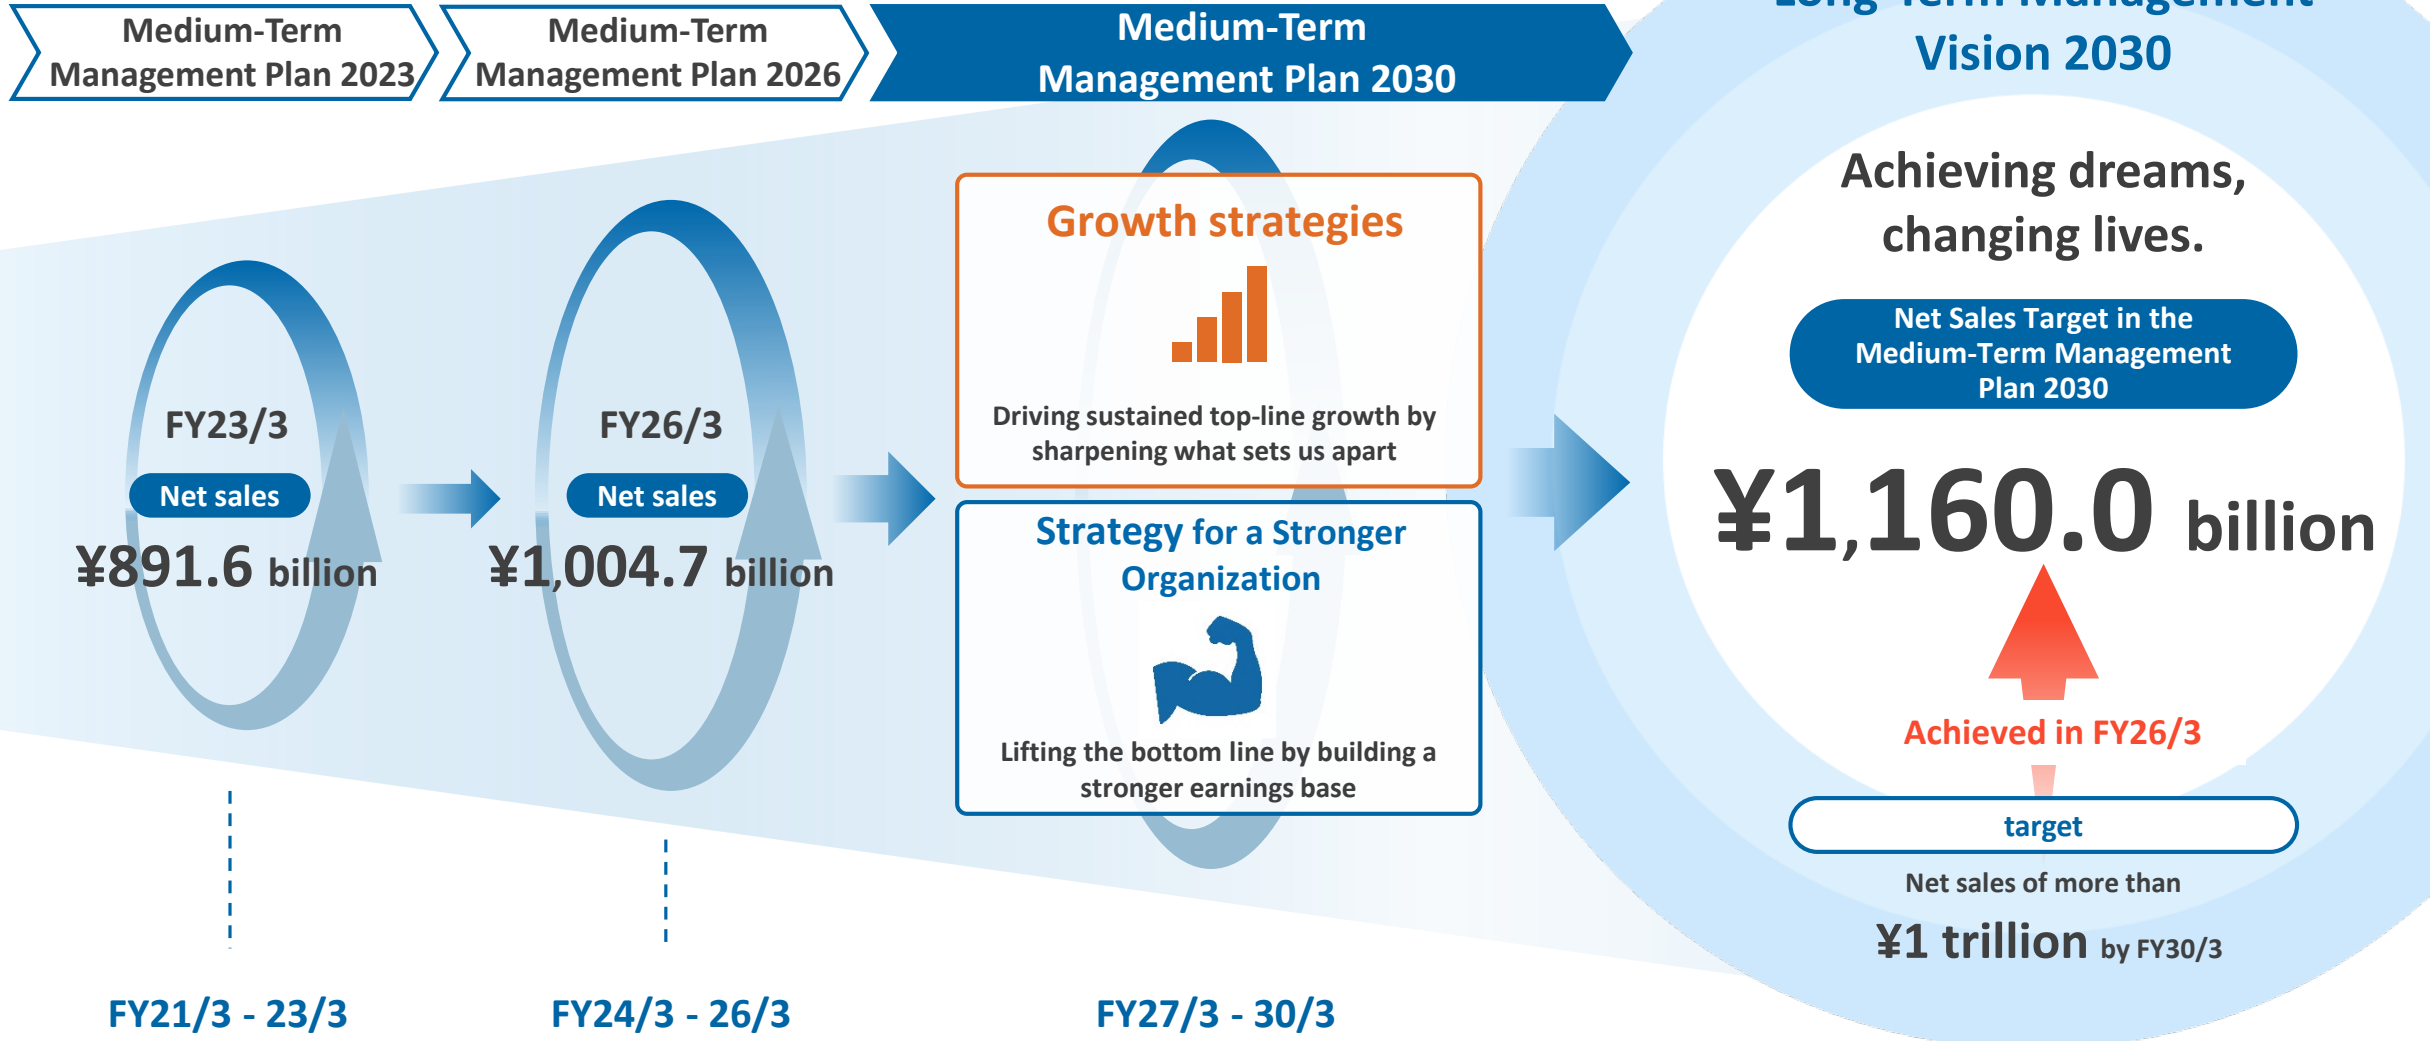 Medium-Term
Management Plan 2023
Medium-Term
Management Plan 2026
Medium-Term
Management Plan 2030
Long-Term Management
Vision 2030
FY23/3
Net sales
¥891.6 billion
FY26/3
Net sales
¥1,004.7 billion
Growth strategies
Driving sustained top-line growth by
sharpening what sets us apart
Strategy for a Stronger
Organization
Lifting the bottom line by building a
stronger earnings base
Achieving dreams,
changing lives.
Net Sales Target in the
Medium-Term Management
Plan 2030
¥1,160.0 billion
Achieved in FY26/3
target
Net sales of more than
¥1 trillion by FY30/3
FY21/3 - 23/3
FY24/3 - 26/3
FY27/3 - 30/3